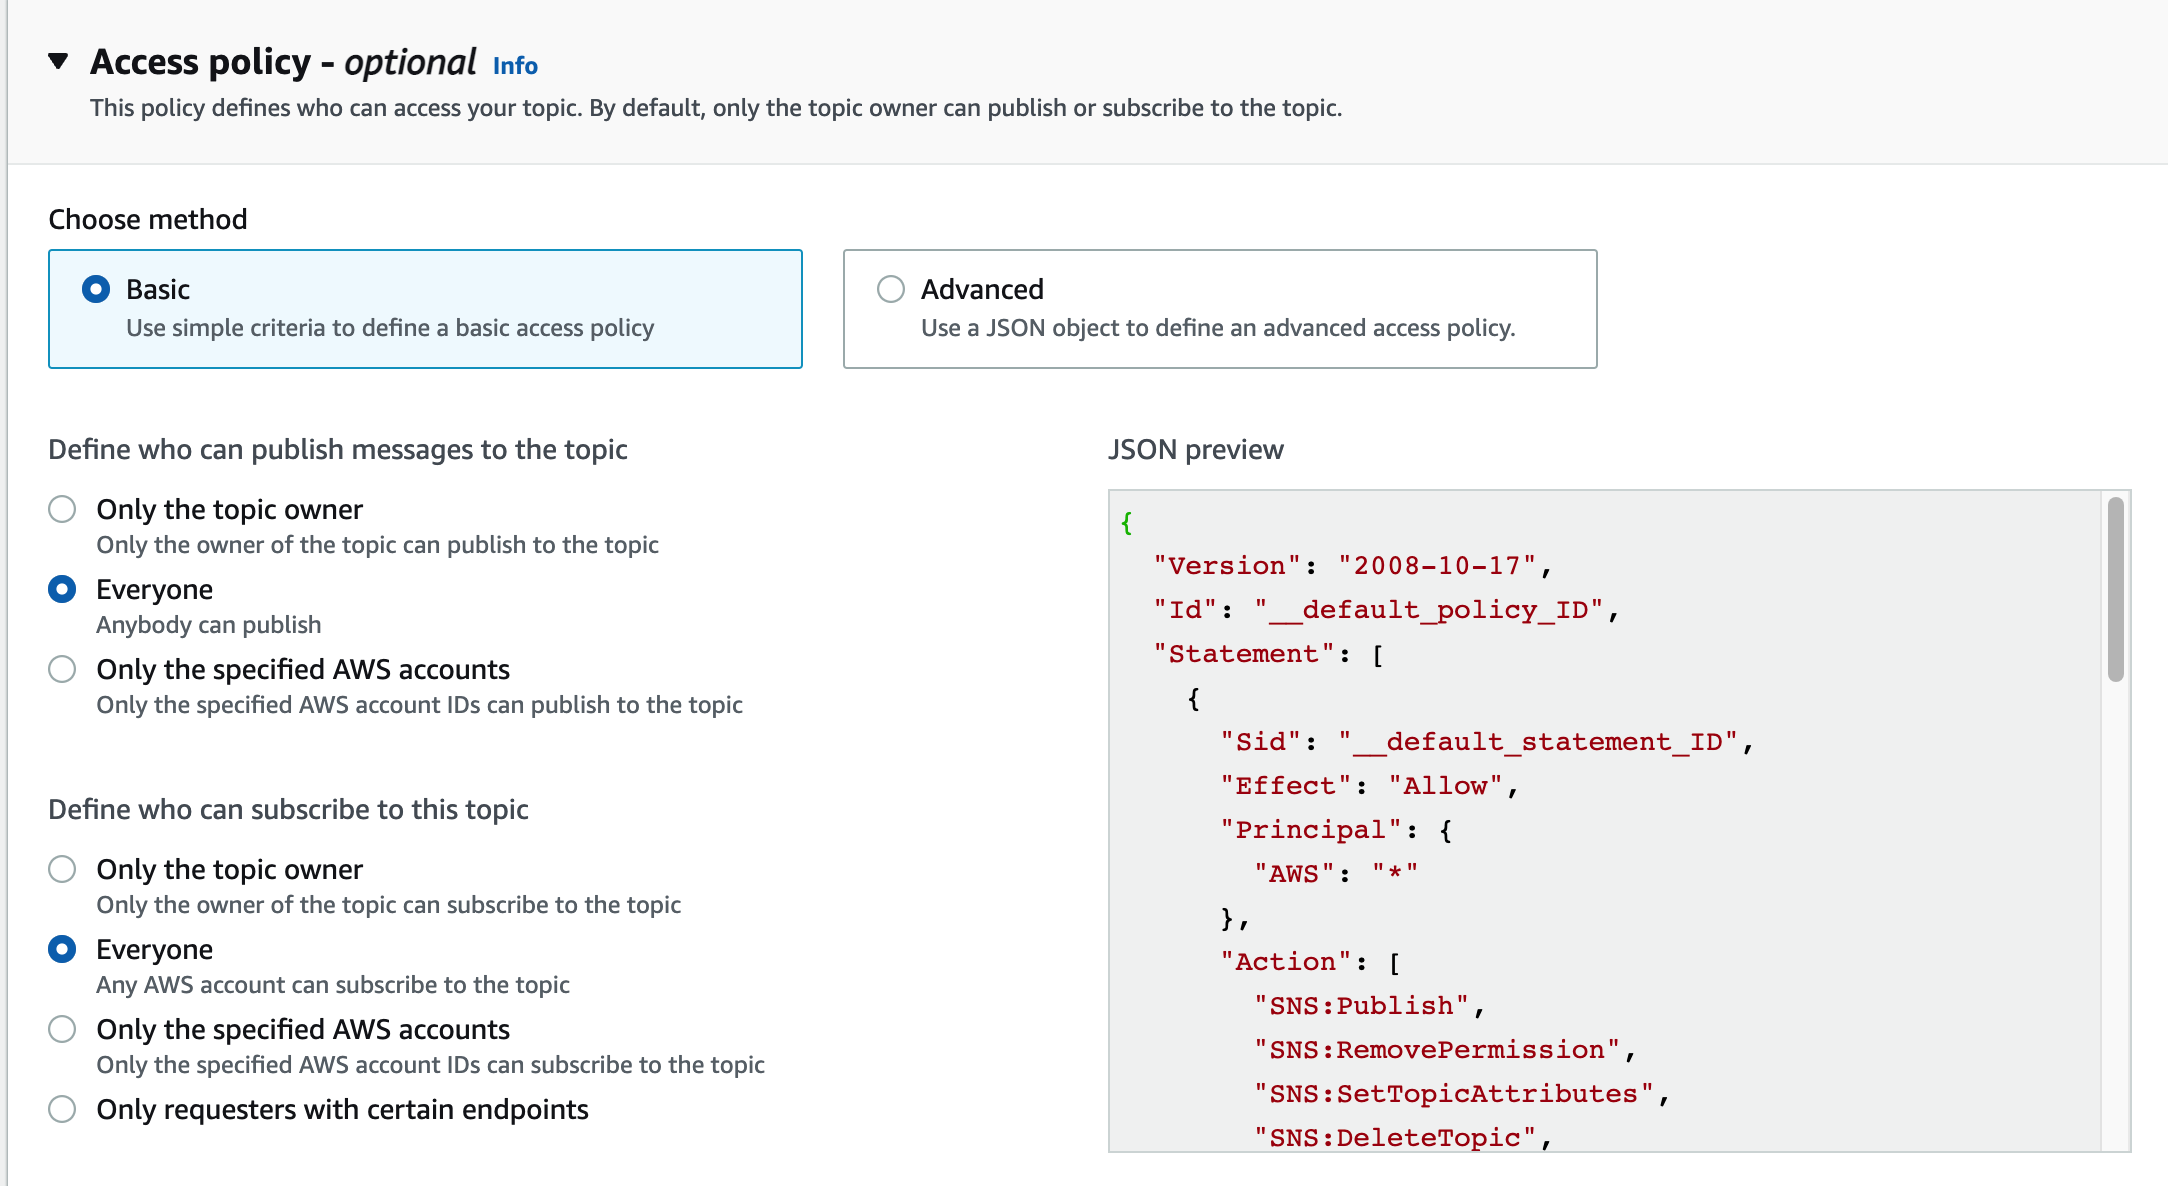 Access policy - optional Info
This policy defines who can access your topic. By default, only the topic owner can publish or subscribe to the topic.
Choose method
Basic
Use simple criteria to define a basic access policy
Advanced
Use a JSON object to define an advanced access policy.
Define who can publish messages to the topic
Only the topic owner
Only the owner of the topic can publish to the topic
Everyone
Anybody can publish
Only the specified AWS accounts
Only the specified AWS account IDs can publish to the topic
Define who can subscribe to this topic
Only the topic owner
Only the owner of the topic can subscribe to the topic
Everyone
Any AWS account can subscribe to the topic
Only the specified AWS accounts
Only the specified AWS account IDs can subscribe to the topic
Only requesters with certain endpoints
JSON preview
{
  "Version": "2008-10-17",
  "Id": "__default_policy_ID",
  "Statement": [
    {
      "Sid": "__default_statement_ID",
      "Effect": "Allow",
      "Principal": {
        "AWS": "*"
      },
      "Action": [
        "SNS:Publish",
        "SNS:RemovePermission",
        "SNS:SetTopicAttributes",
        "SNS:DeleteTopic",